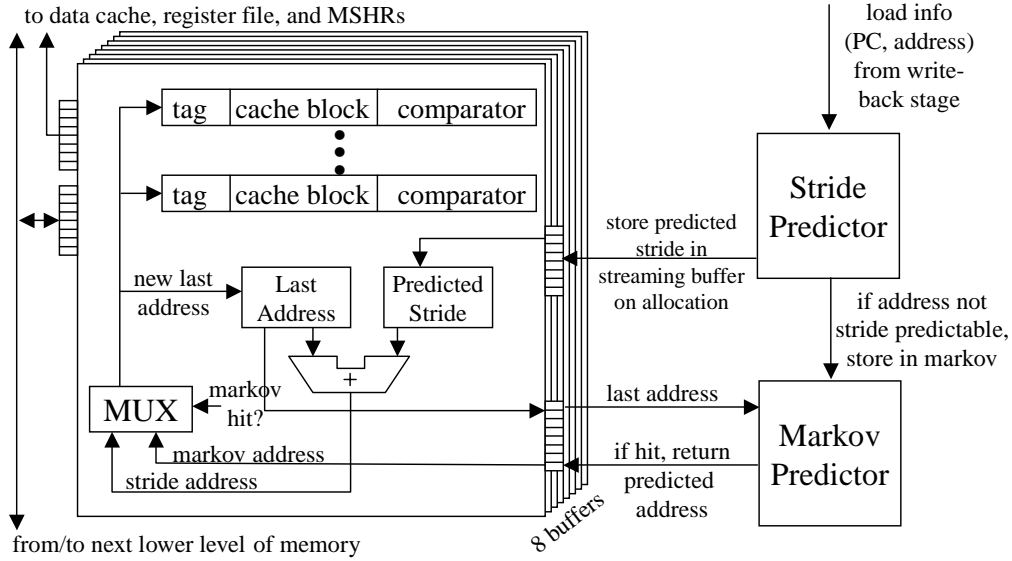 to data cache, register file, and MSHRs
load info
(PC, address)
from write-
back stage
tag cache block comparator
tag cache block comparator
Stride
Predictor
store predicted
stride in
streaming buffer
on allocation
new last
address
Last
Address
Predicted
Stride
if address not
stride predictable,
store in markov
+
MUX
markov
hit?
last address
markov address
stride address
if hit, return
predicted
address
Markov
Predictor
8 buffers
from/to next lower level of memory